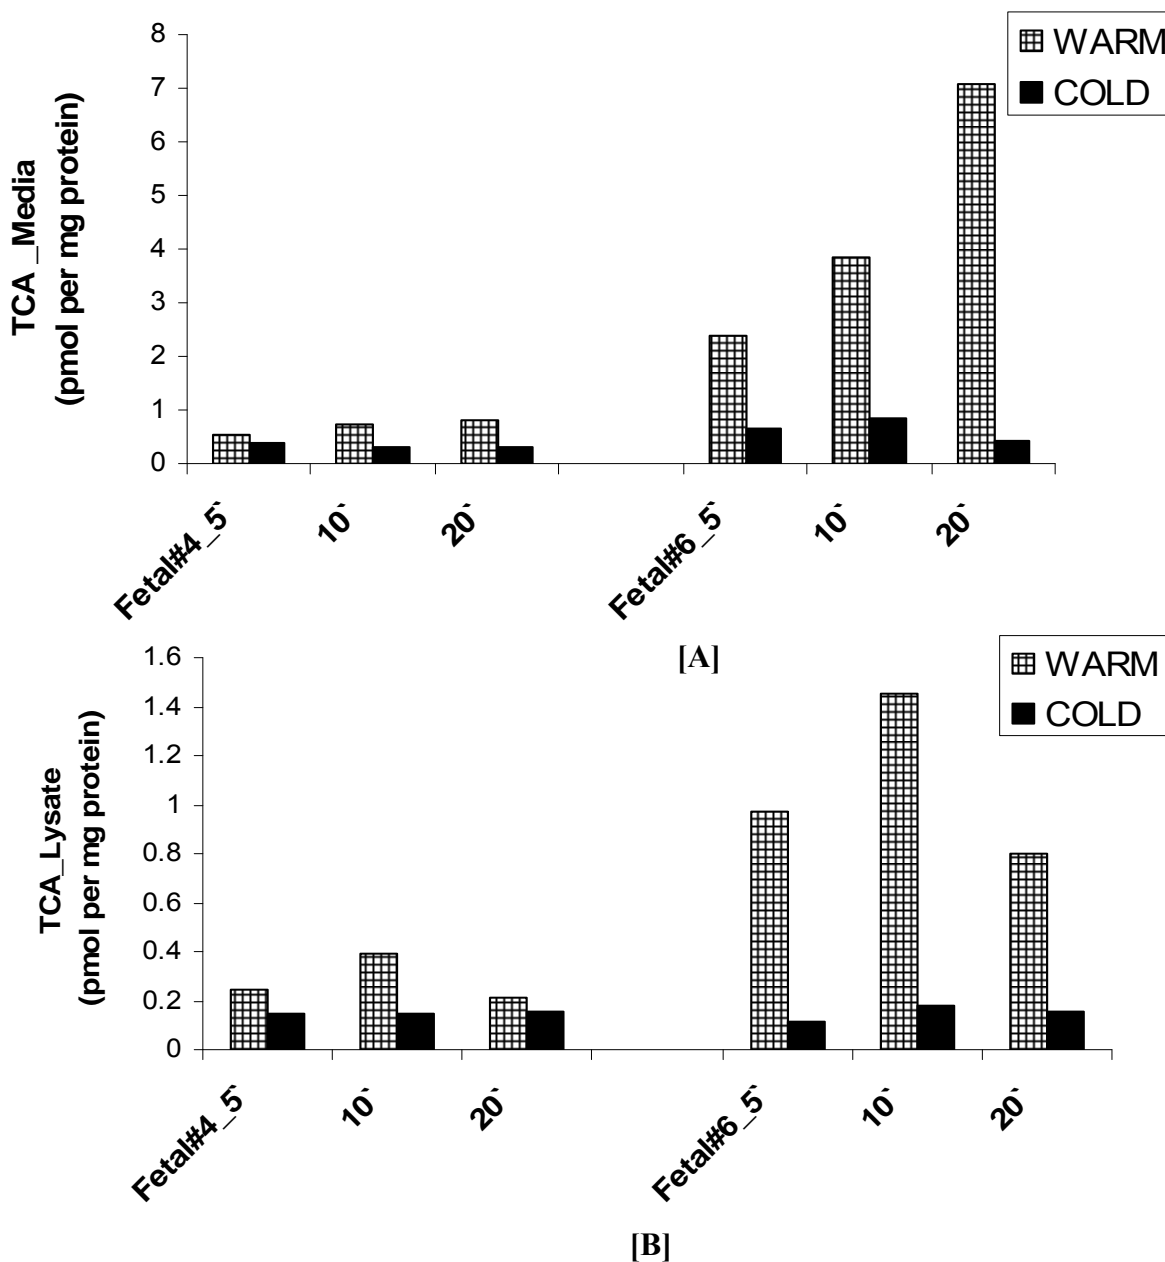 8
7
6
5
4
3
2
1
0
TCA _Media
(pmol per mg protein)
WARM
COLD
Fetal#4_5`
10`
20`
Fetal#6_5`
10`
20`
[A]
1.6
1.4
1.2
1
0.8
0.6
0.4
0.2
0
TCA_Lysate
(pmol per mg protein)
WARM
COLD
Fetal#4_5`
10`
20`
Fetal#6_5`
10`
20`
[B]